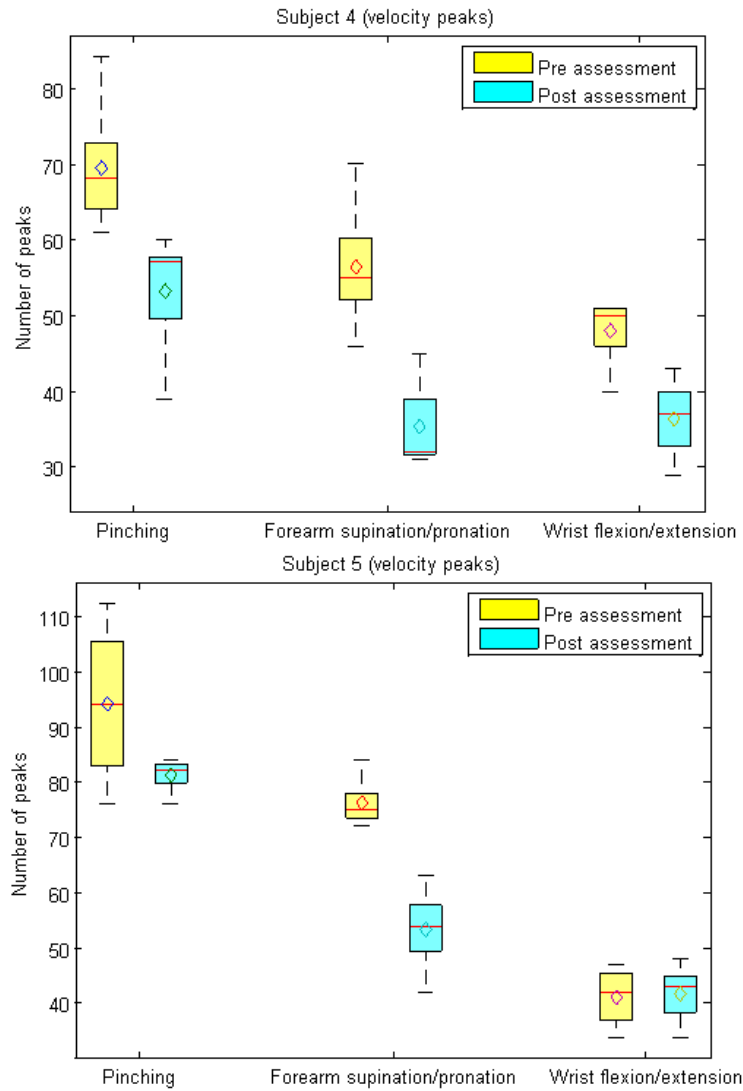 Subject 4 (velocity peaks)
Pre assessment
Post assessment
Number of peaks
80
70
60
50
40
30
Pinching
Forearm supination/pronation
Wrist flexion/extension
Subject 5 (velocity peaks)
Pre assessment
Post assessment
Number of peaks
110
100
90
80
70
60
50
40
Pinching
Forearm supination/pronation
Wrist flexion/extension